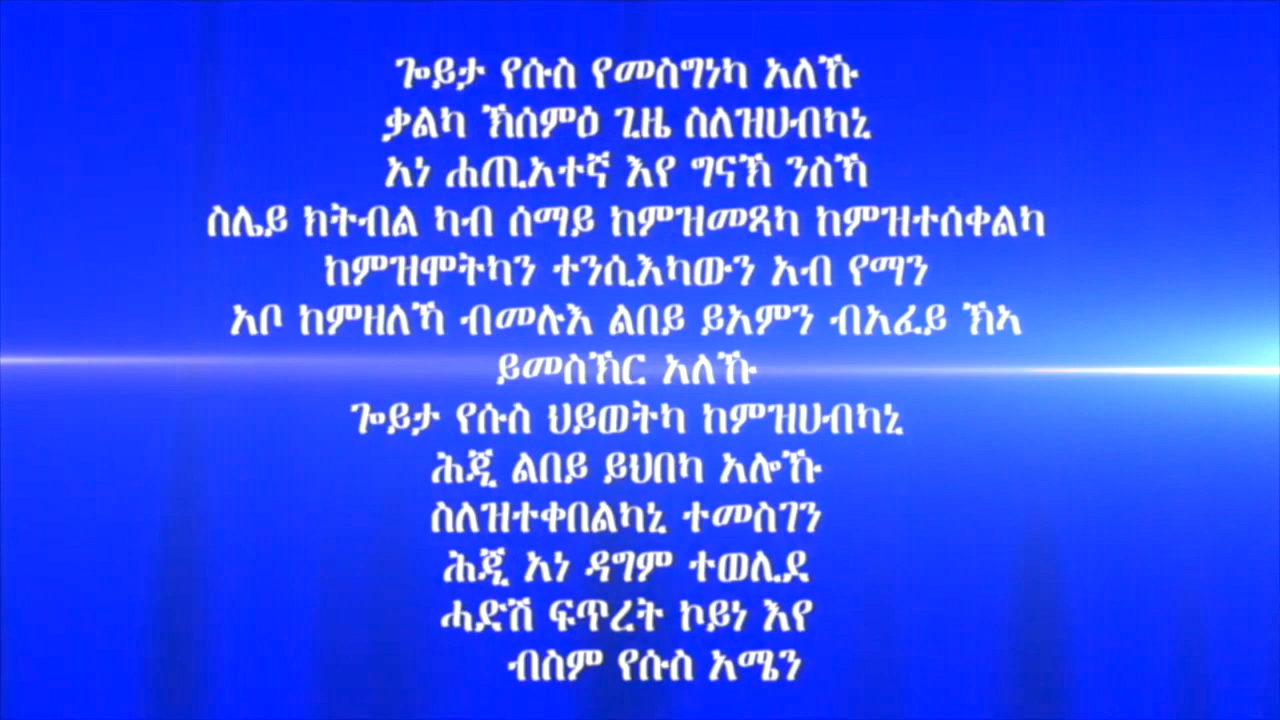 ጐይታ የሱስ የመስግነካ አለኹ
ቃልካ ኽሰምዕ ጊዜ ስለዝሀብካኒ
አነ ሐጢአተኛ እየ ግናኽ ንስኻ
ስሌይ ክትብል ካብ ሰማይ ከምዝመጻካ ከምዝተሰቀልካ
ከምዝሞትካን ተንሲእካውን አብ የማን
አቦ ከምዘለኻ ብመሉእ ልበይ ይአምን ብአፈይ ኽኣ
ይመስኽር አለኹ
ጐይታ የሱስ ህይወትካ ከምዝሀብካኒ
ሕጂ ልበይ ይህበካ አሎኹ
ስለዝተቀበልካኒ ተመስገን
ሕጂ አነ ዳግም ተወሊደ
ሓድሽ ፍጥረት ኮይነ እየ
ብስም የሱስ አሜን